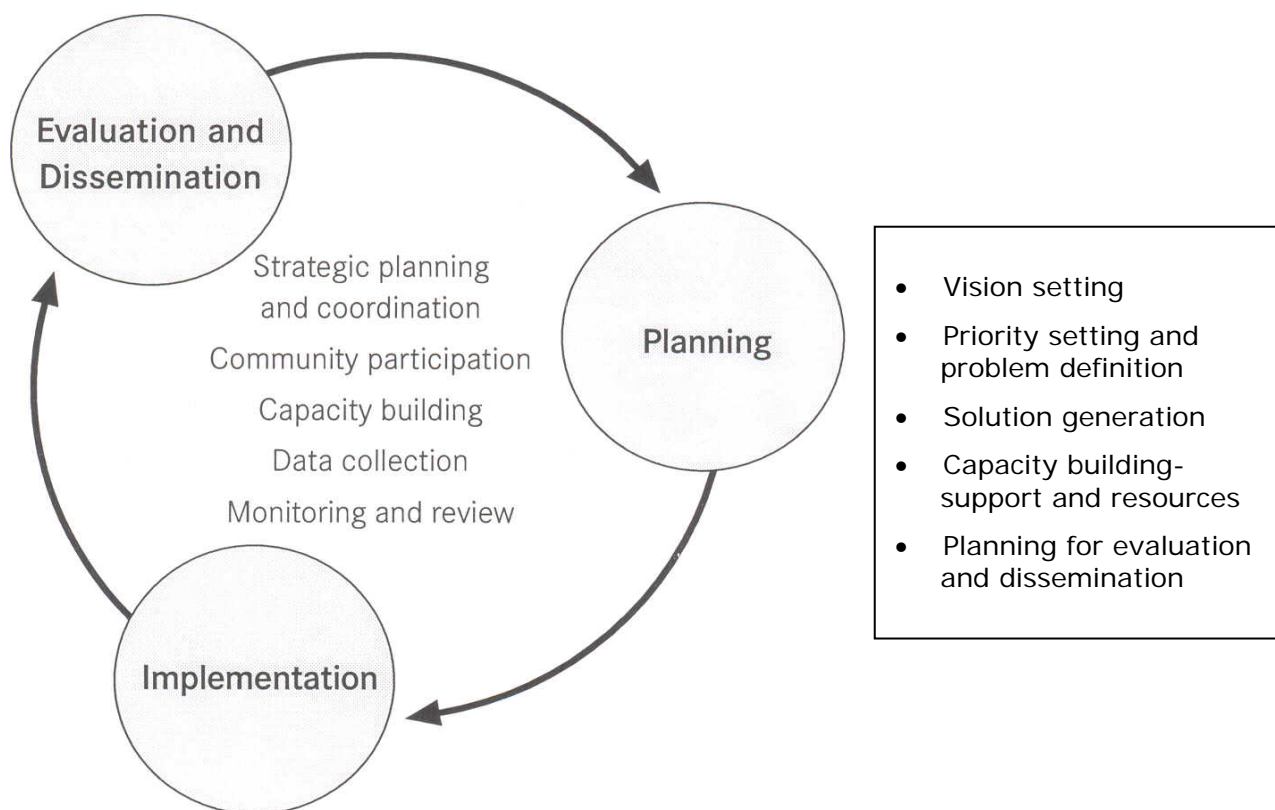 Evaluation and
Dissemination
Strategic planning
and coordination
Community participation
Capacity building
Data collection
Monitoring and review
Planning
Implementation
• Vision setting
• Priority setting and
problem definition
• Solution generation
• Capacity building-
support and resources
• Planning for evaluation
and dissemination